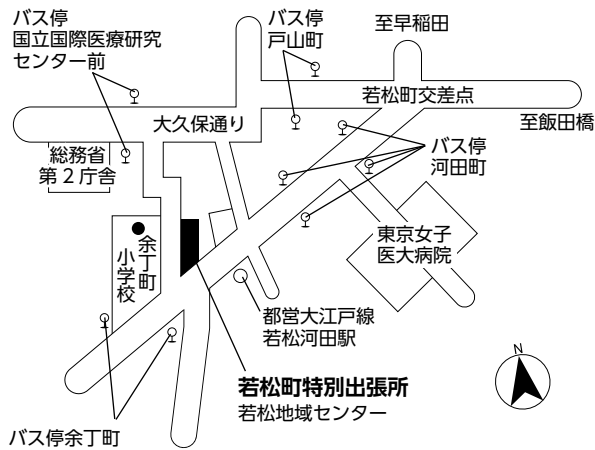 バス停
国立国際医療研究
センター前
バス停
戸山町
至早稲田
若松町交差点
至飯田橋
大久保通り
総務省
第2庁舎
バス停
河田町
東京女子
医大病院
余丁町
小学校
都営大江戸線
若松河田駅
若松町特別出張所
若松地域センター
バス停余丁町
N